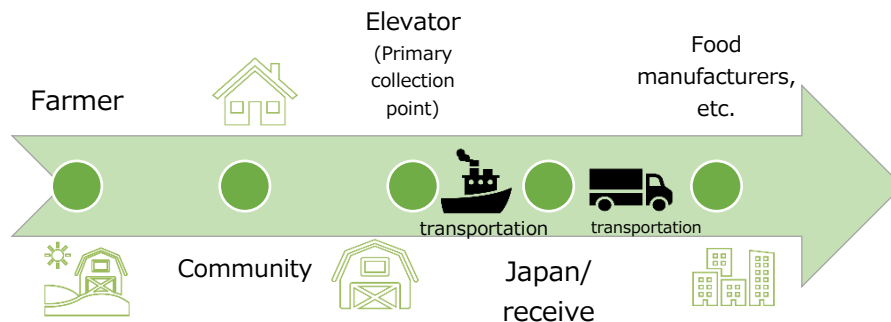 Farmer
Community
Elevator
(Primary
collection
point)
transportation
Japan/
receive
transportation
Food
manufacturers,
etc.